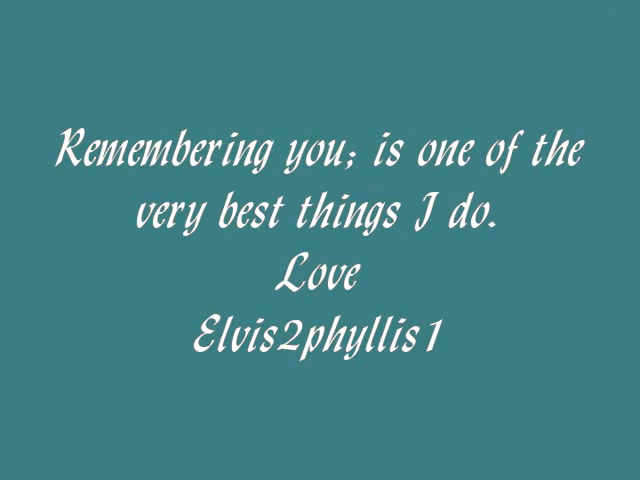 Remembering you; is one of the
very best things I do.
Love
Elvis2phyllis1